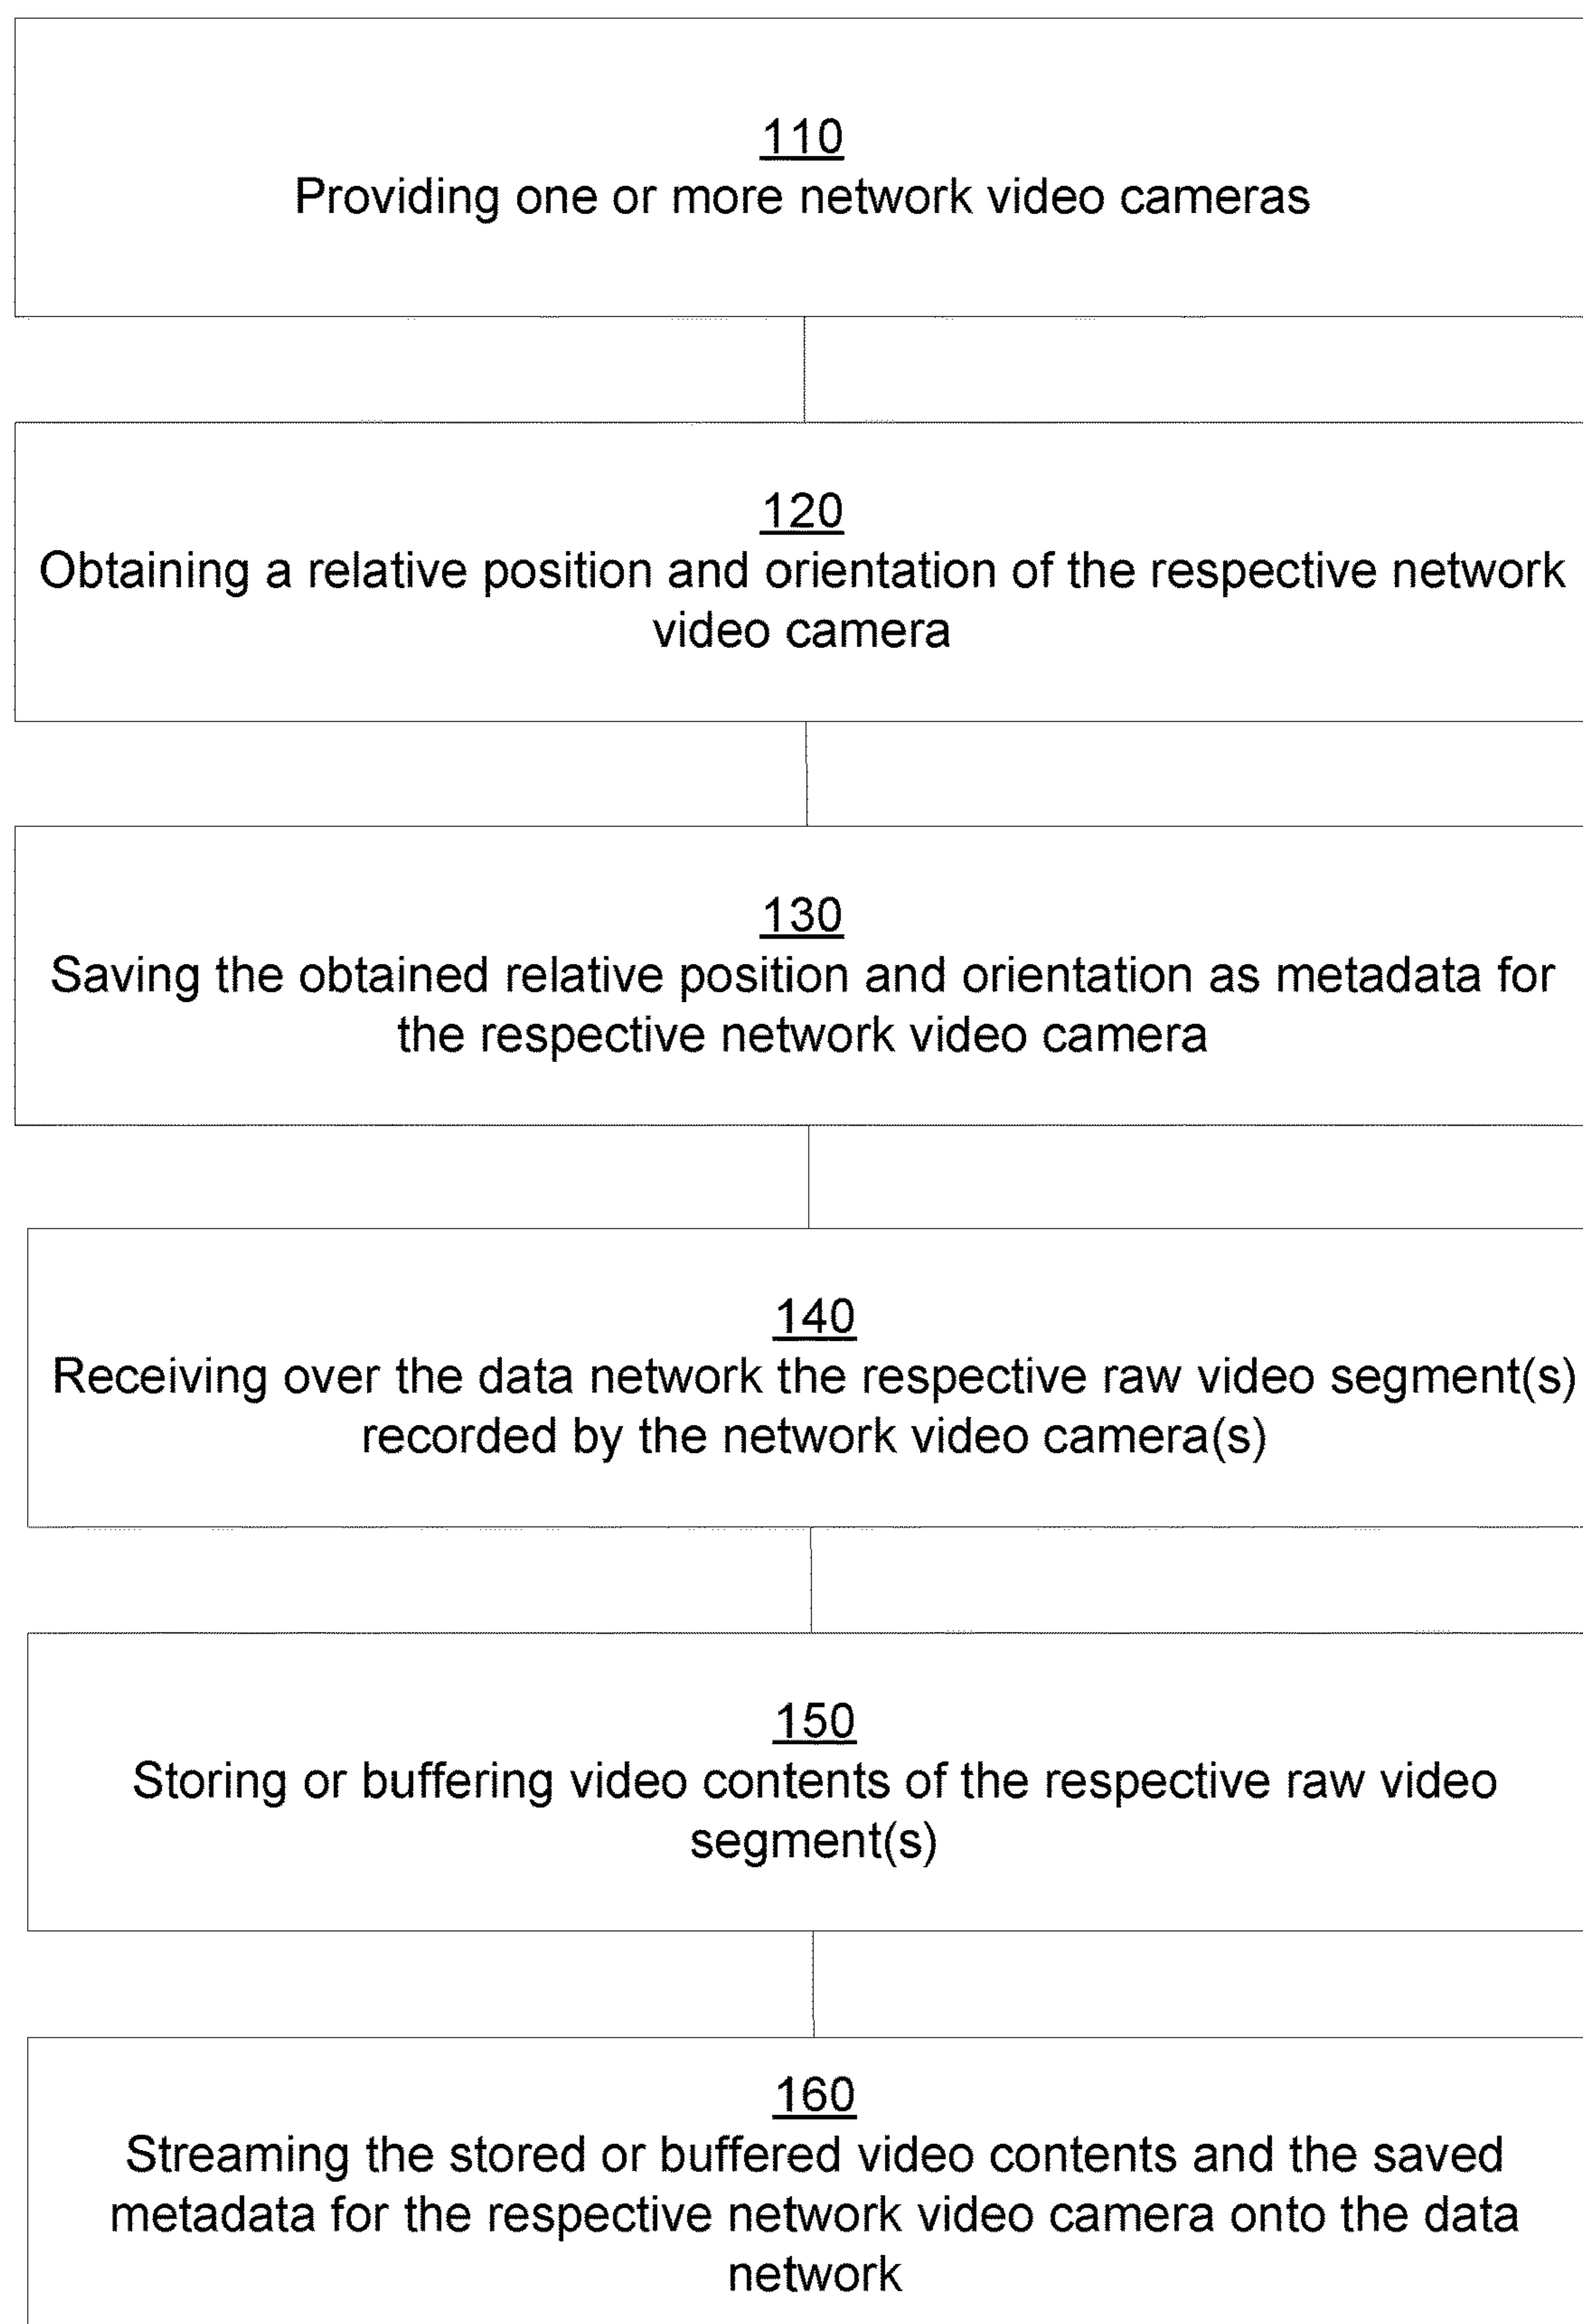 110
Providing one or more network video cameras
120
Obtaining a relative position and orientation of the respective network
video camera
130
Saving the obtained relative position and orientation as metadata for
the respective network video camera
140
Receiving over the data network the respective raw video segment(s)
recorded by the network video camera(s)
150
Storing or buffering video contents of the respective raw video
segment(s)
160
Streaming the stored or buffered video contents and the saved
metadata for the respective network video camera onto the data
network